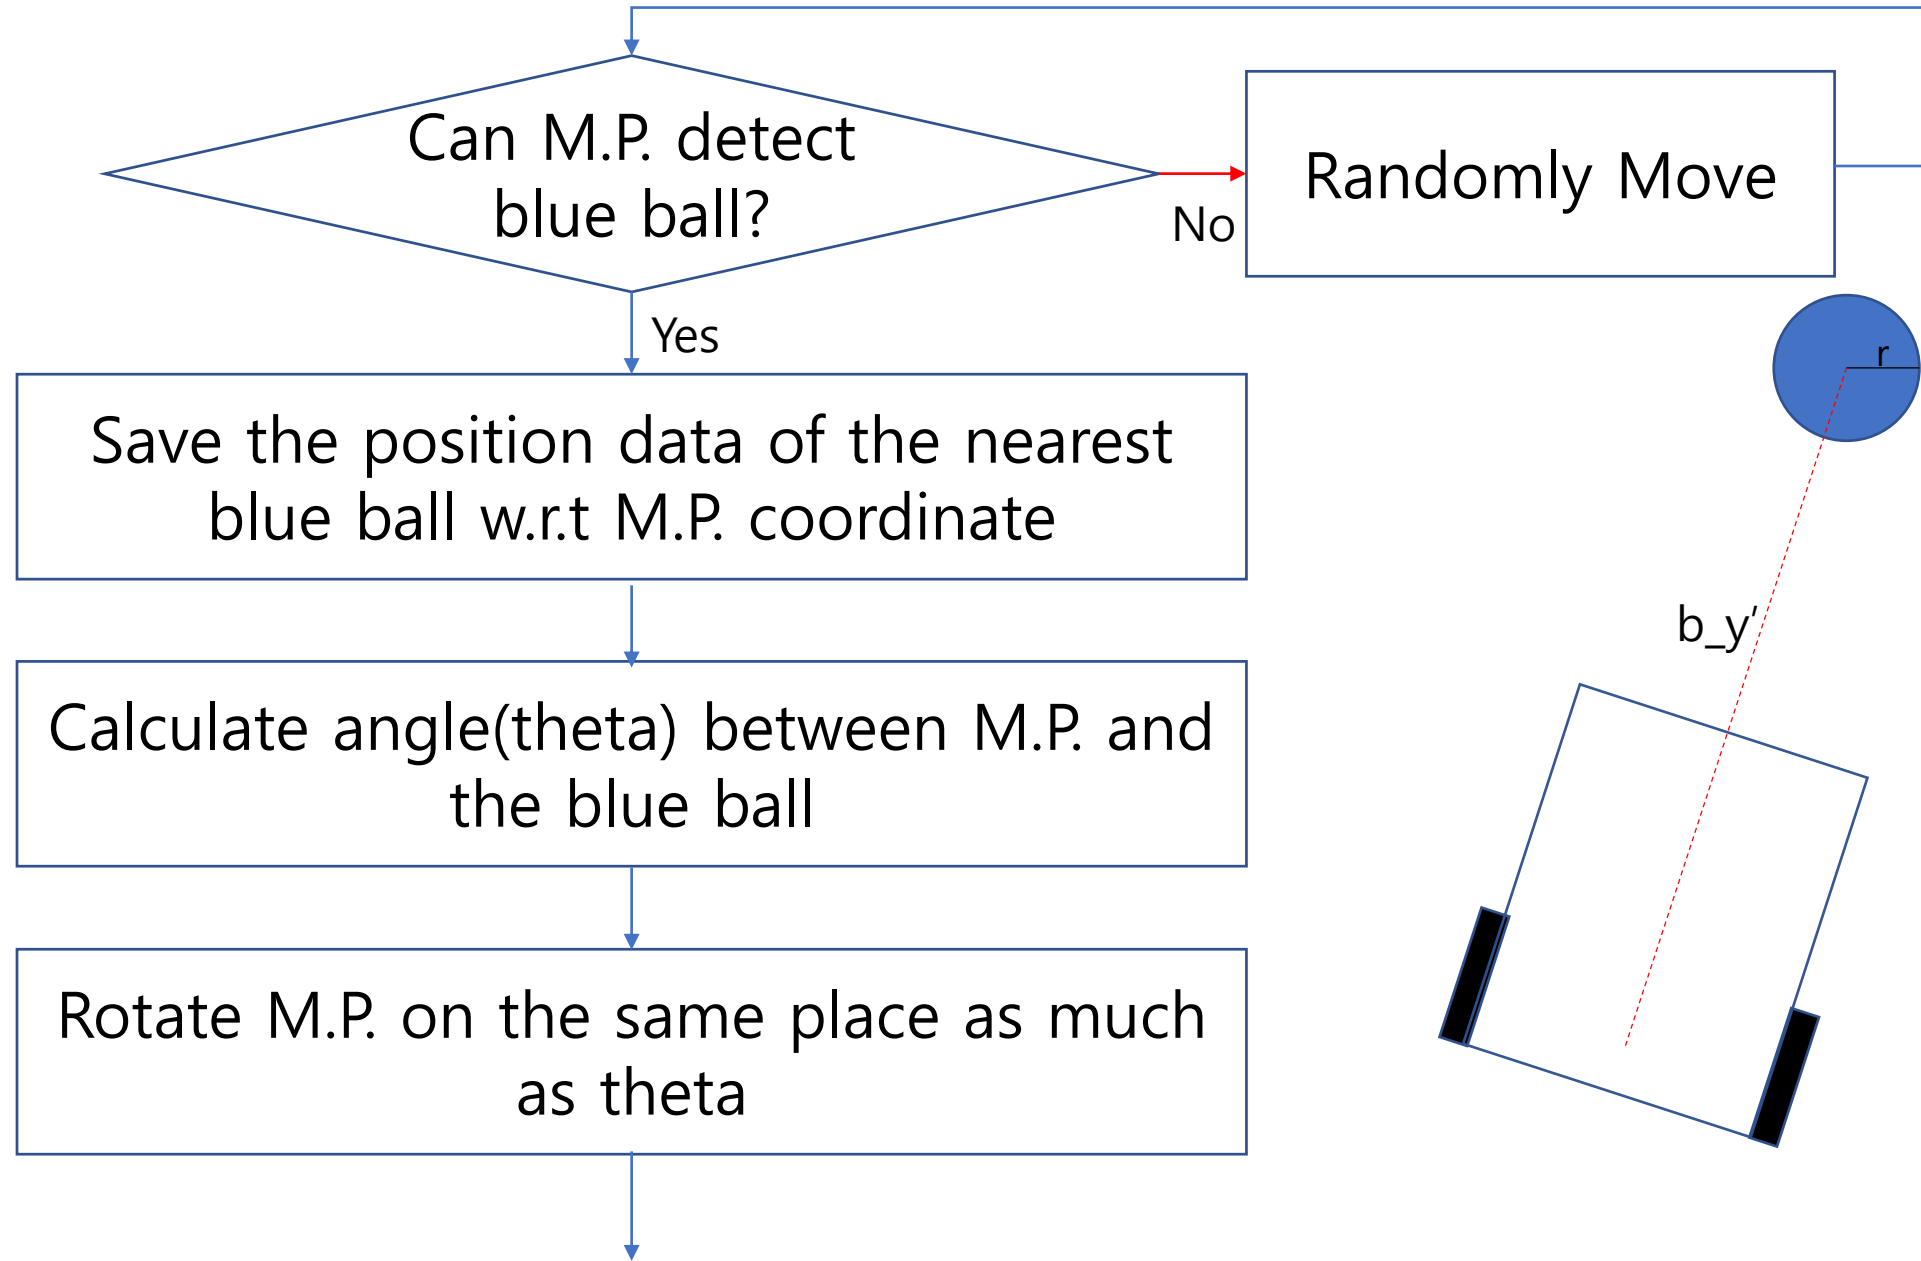 Can M.P. detect
blue ball?
No
Randomly Move
Yes
r
Save the position data of the nearest
blue ball w.r.t M.P. coordinate
b_y'
Calculate angle(theta) between M.P. and
the blue ball
Rotate M.P. on the same place as much
as theta